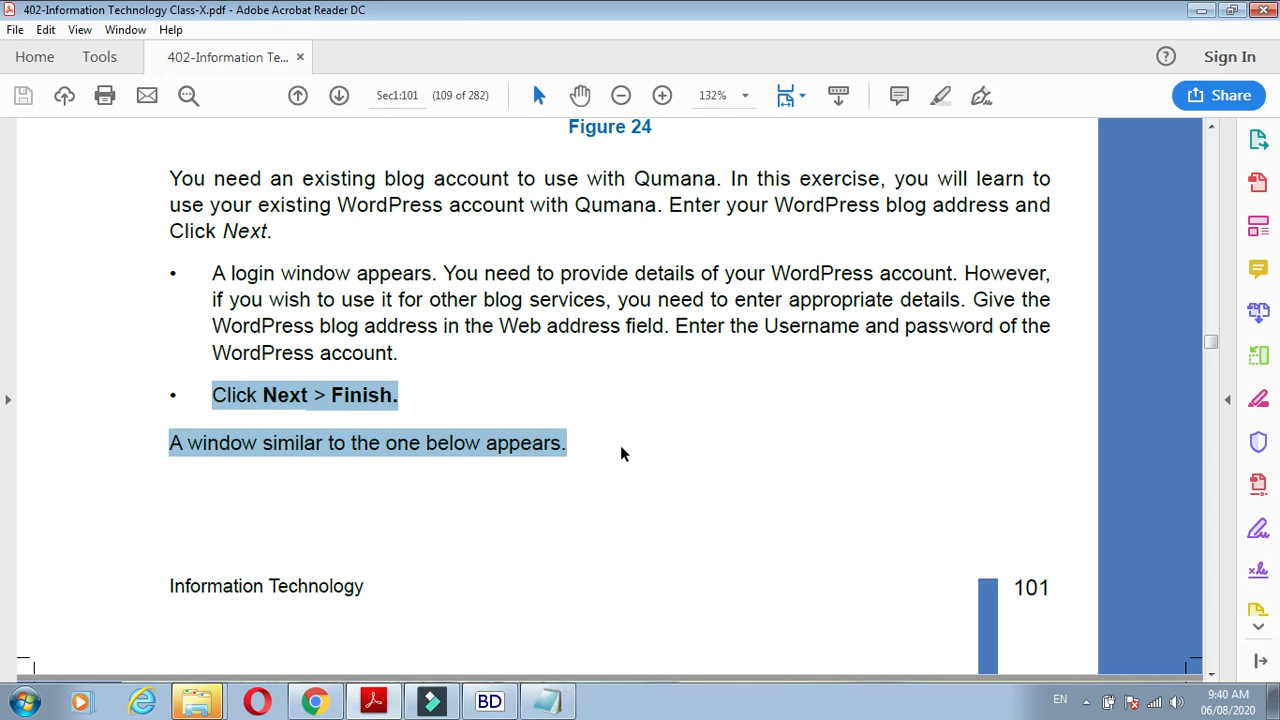 402-Information Technology Class-X.pdf - Adobe Acrobat Reader DC
File Edit View Window Help
Home Tools 402-Information Te... × Sign In
Sec1:101 (109 of 282) 132% Share
Figure 24
You need an existing blog account to use with Qumana. In this exercise, you will learn to
use your existing WordPress account with Qumana. Enter your WordPress blog address and
Click Next.
• A login window appears. You need to provide details of your WordPress account. However,
if you wish to use it for other blog services, you need to enter appropriate details. Give the
WordPress blog address in the Web address field. Enter the Username and password of the
WordPress account.
• Click Next > Finish.
A window similar to the one below appears.
Information Technology 101
BD EN 9:40 AM
06/08/2020